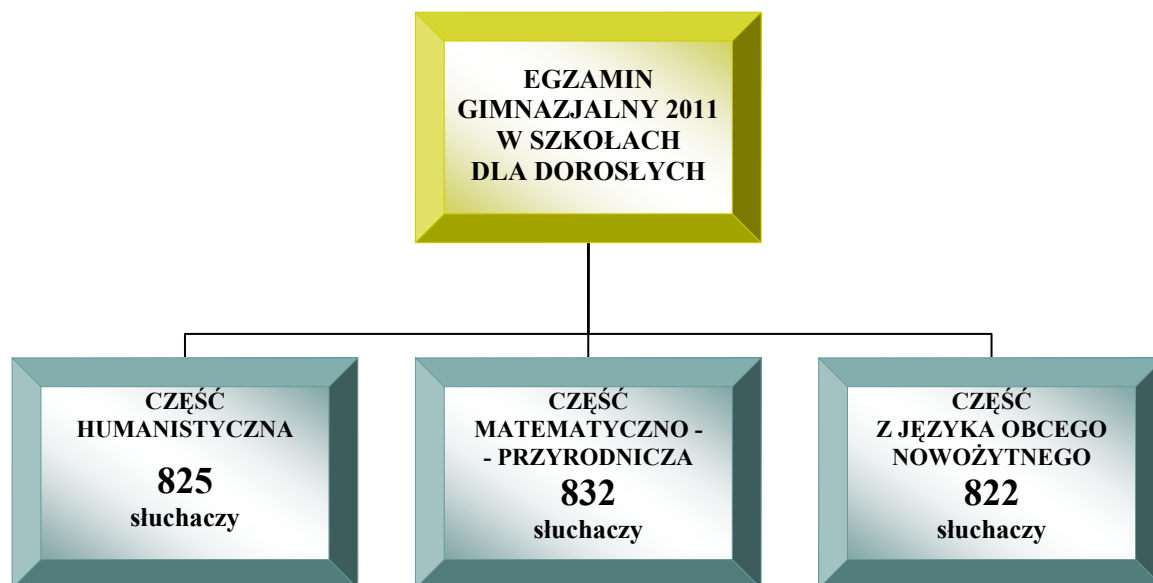 EGZAMIN
GIMNAZJALNY 2011
W SZKOŁACH
DLA DOROSŁYCH
CZĘŚĆ
HUMANISTYCZNA
825
słuchaczy
CZĘŚĆ
MATEMATYCZNO -
- PRZYRODNICZA
832
słuchaczy
CZĘŚĆ
Z JĘZYKA OBCEGO
NOWOŻYTNEGO
822
słuchaczy